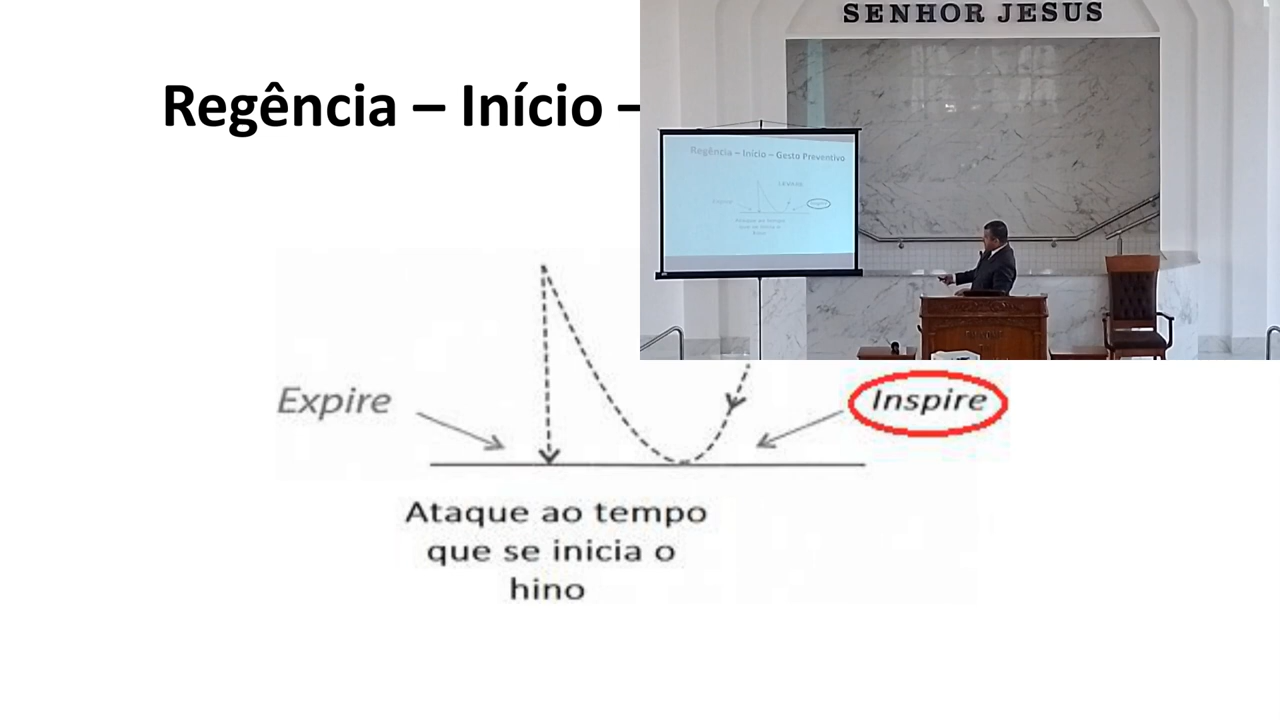 SENHOR JESUS
Regência – Início –
Regência – Início – Gesto Preventivo
Expire
Inspire
Ataque ao tempo
que se inicia o
hino